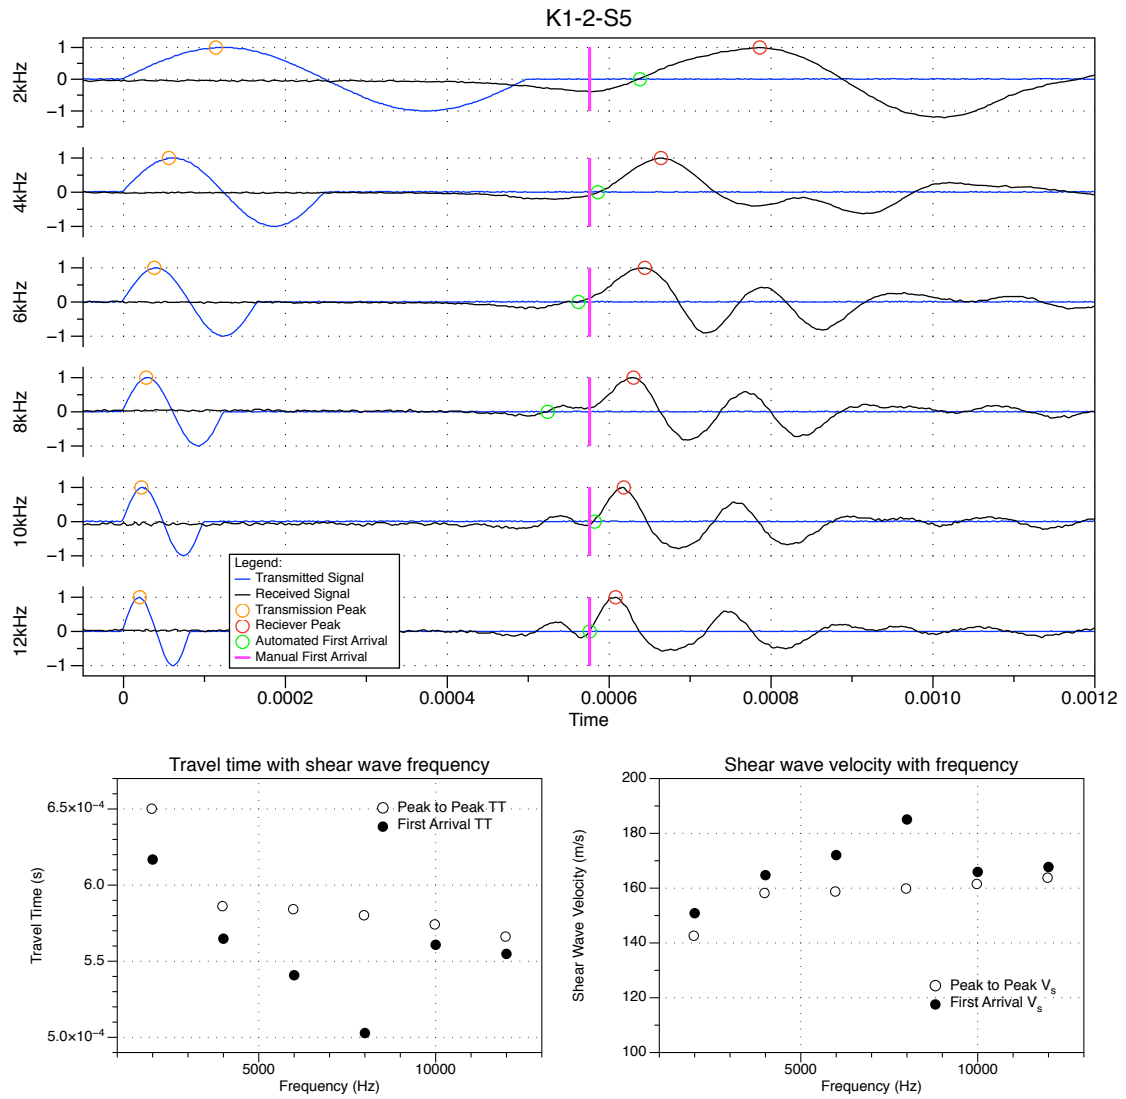 K1-2-S5
2kHz
1
0
−1
4kHz
1
0
−1
6kHz
1
0
−1
8kHz
1
0
−1
10kHz
1
0
−1
12kHz
1
0
−1
Legend:
Transmitted Signal
Received Signal
Transmission Peak
Reciever Peak
Automated First Arrival
Manual First Arrival
0 0.0002 0.0004 0.0006 0.0008 0.0010 0.0012
Time
Travel time with shear wave frequency
Travel Time (s)
6.5×10⁻⁴
6.0
5.5
5.0×10⁻⁴
Peak to Peak TT
First Arrival TT
5000 10000
Frequency (Hz)
Shear wave velocity with frequency
Shear Wave Velocity (m/s)
200
180
160
140
120
100
Peak to Peak Vₛ
First Arrival Vₛ
5000 10000
Frequency (Hz)